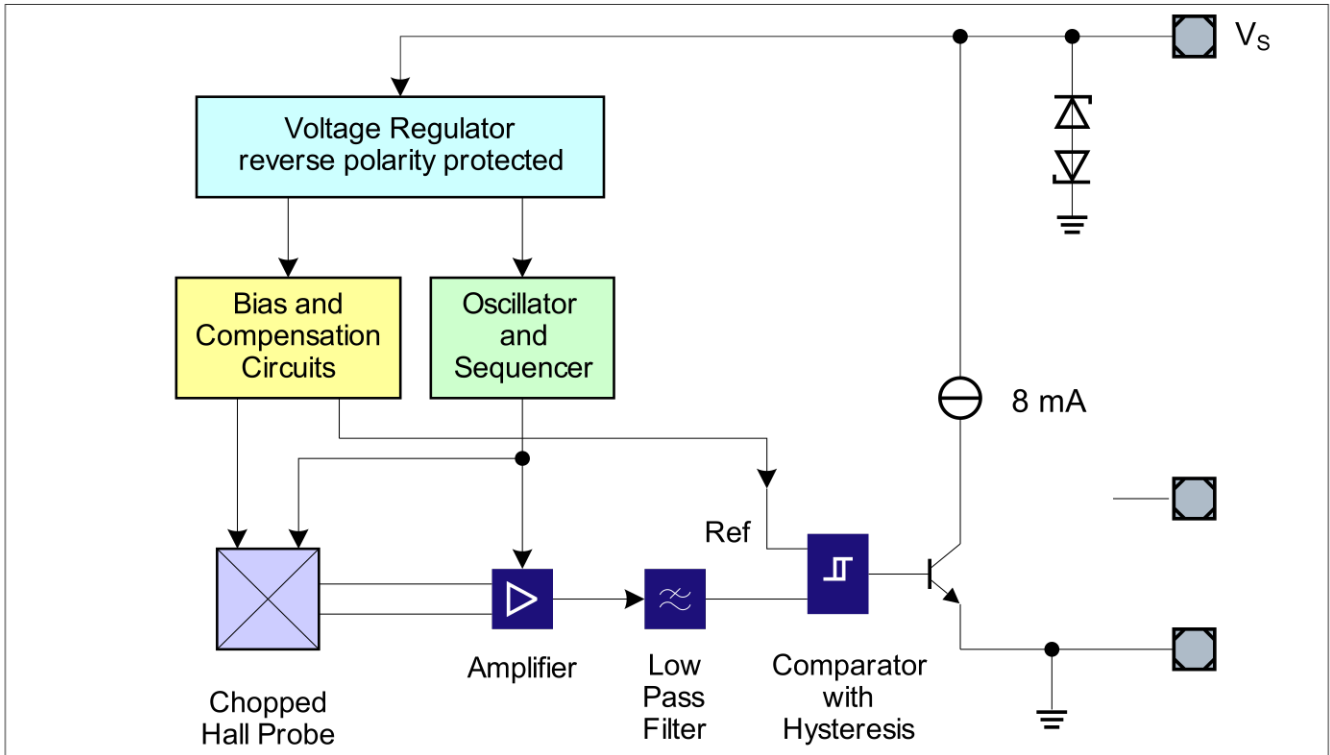 V_S
Voltage Regulator
reverse polarity protected
Bias and
Compensation
Circuits
Oscillator
and
Sequencer
8 mA
Ref
Amplifier
Low
Pass
Filter
Comparator
with
Hysteresis
Chopped
Hall Probe